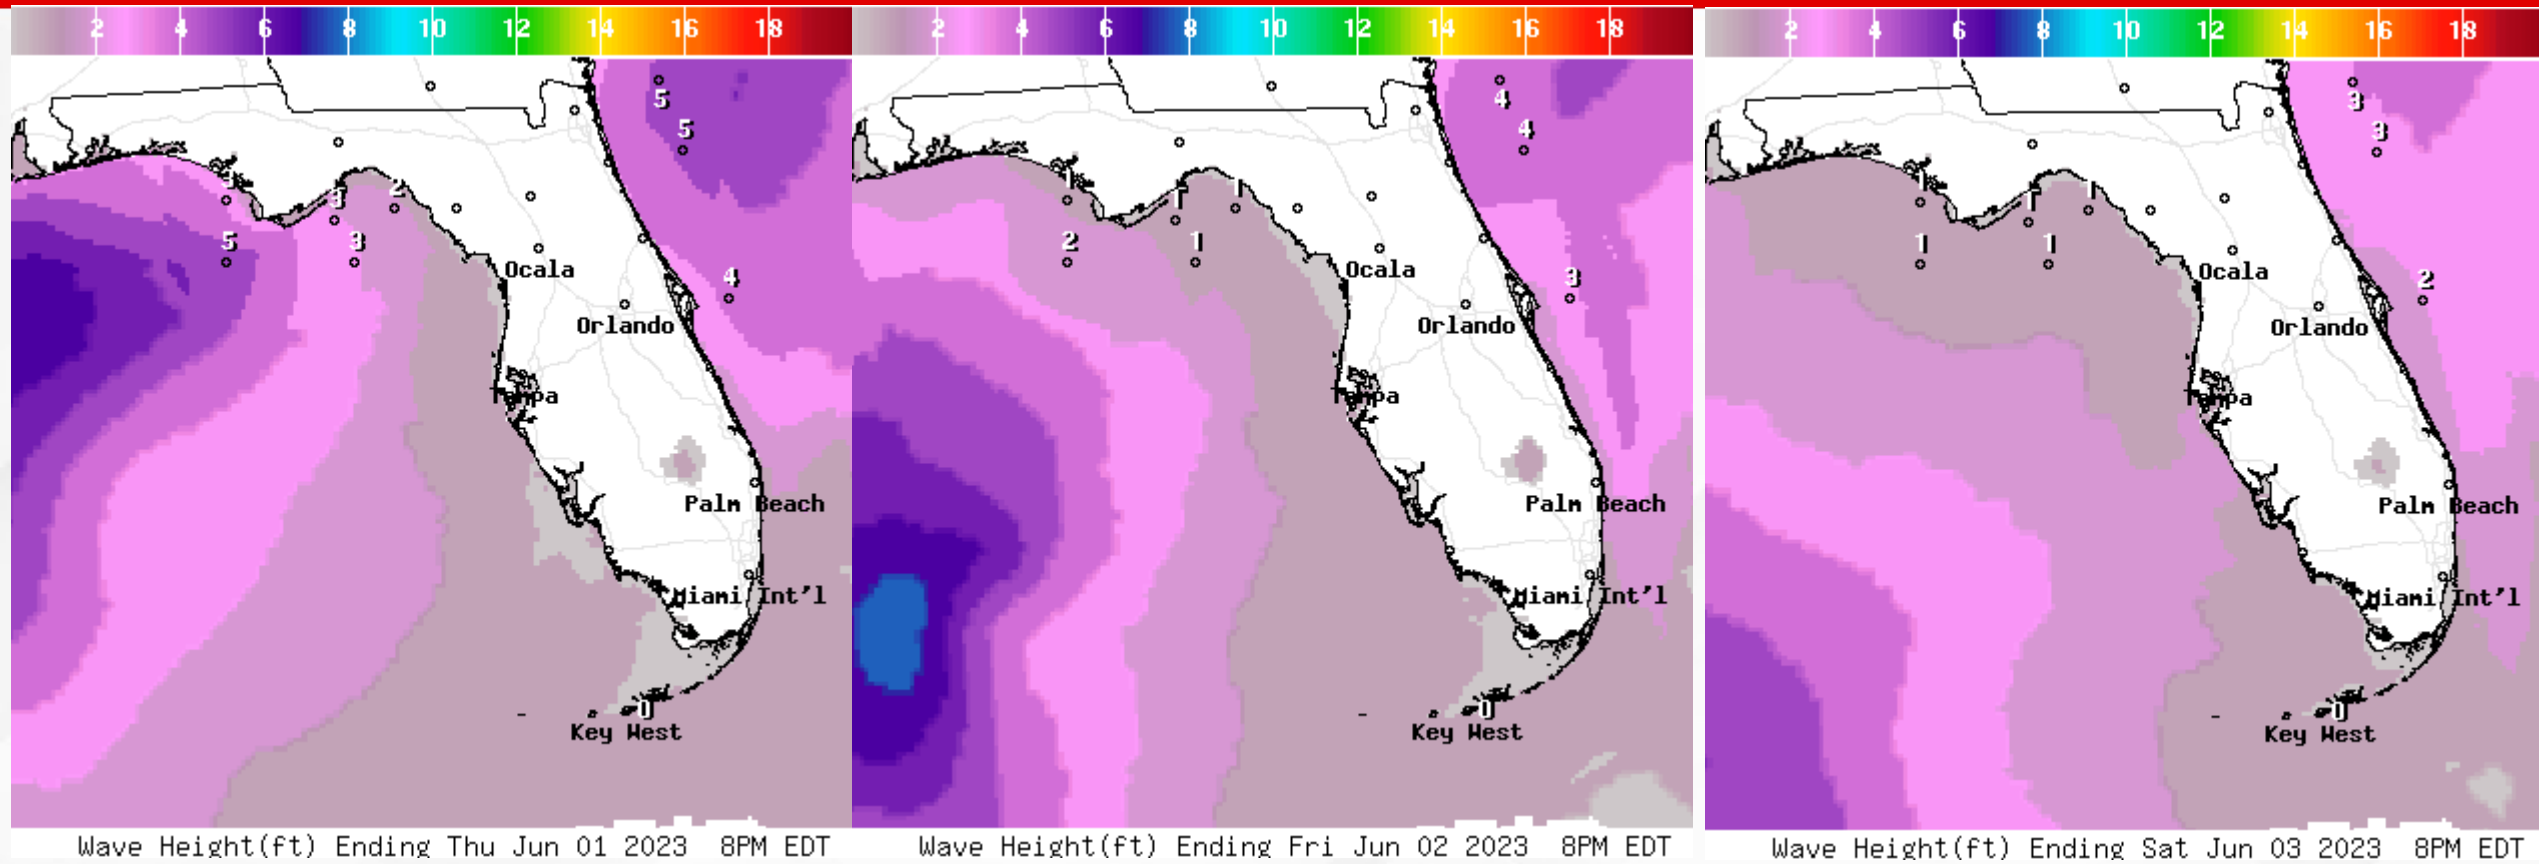 2 4 6 8 10 12 14 16 18
5
5
3 3 2
5 3
Ocala
4
Orlando
Tampa
Palm Beach
Miami Int'l
0
Key West
Wave Height(ft) Ending Thu Jun 01 2023 8PM EDT
2 4 6 8 10 12 14 16 18
4
4
1 1 1
2 1
Ocala
3
Orlando
Tampa
Palm Beach
Miami Int'l
0
Key West
Wave Height(ft) Ending Fri Jun 02 2023 8PM EDT
2 4 6 8 10 12 14 16 18
3
3
1 1 1
1 1
Ocala
2
Orlando
Tampa
Palm Beach
Miami Int'l
0
Key West
Wave Height(ft) Ending Sat Jun 03 2023 8PM EDT